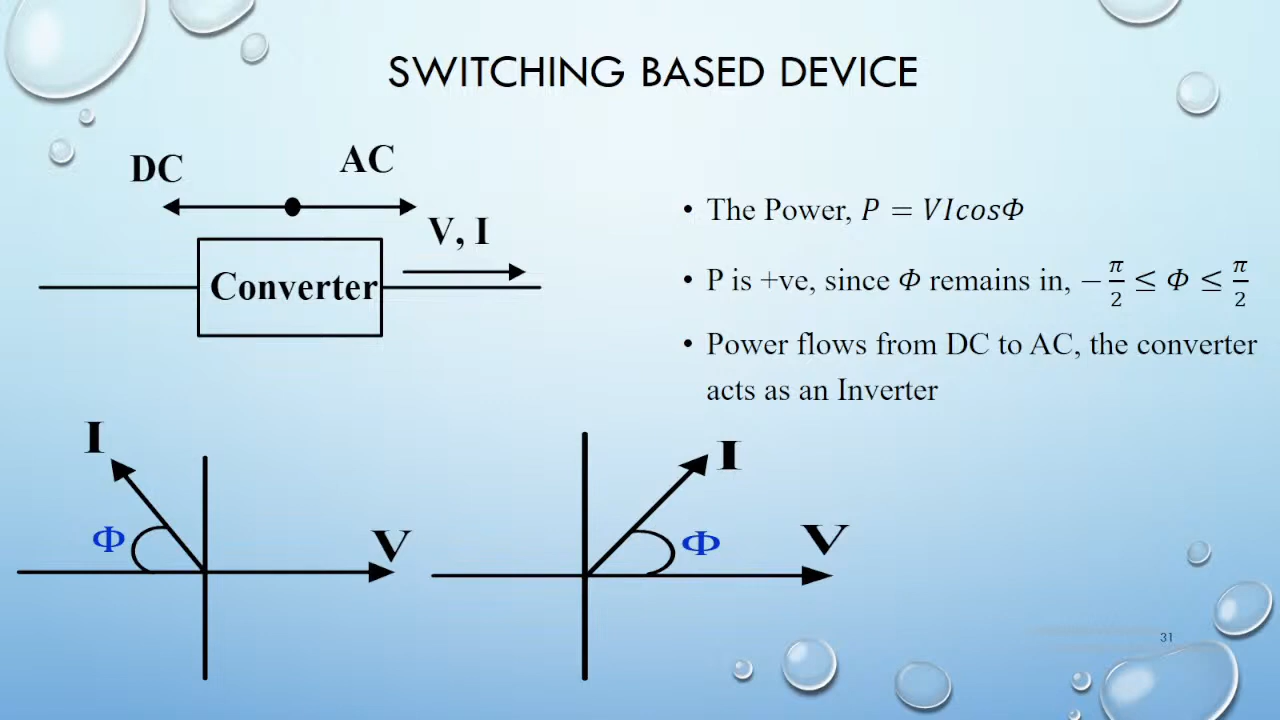 SWITCHING BASED DEVICE
DC
AC
V, I
Converter
• The Power, 𝑃 = 𝑉𝐼𝑐𝑜𝑠Φ
• P is +ve, since Φ remains in, −π/2 ≤ Φ ≤ π/2
• Power flows from DC to AC, the converter
acts as an Inverter
I
Φ
V
I
Φ
V
31